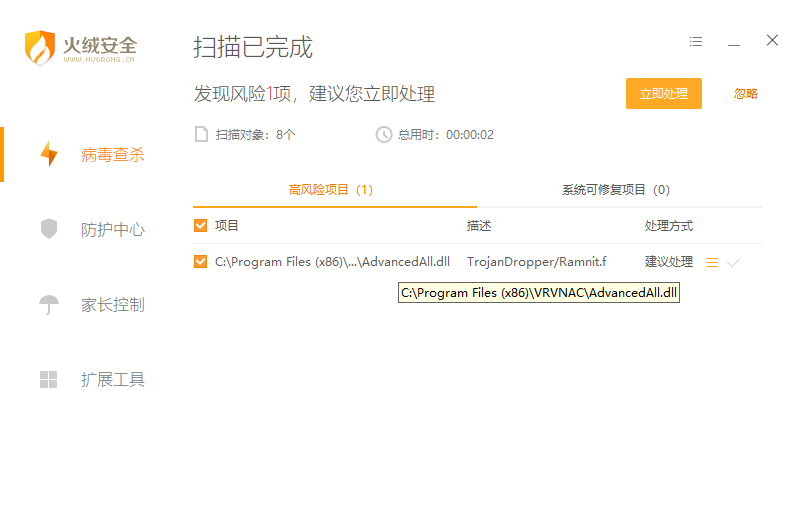 火绒安全
WWW.HUORONG.CN
扫描已完成
发现风险1项，建议您立即处理
立即处理
忽略
扫描对象：8个
总用时：00:00:02
病毒查杀
防护中心
家长控制
扩展工具
高风险项目（1）
系统可修复项目（0）
项目 描述 处理方式
C:\Program Files (x86)\...\AdvancedAll.dll TrojanDropper/Ramnit.f 建议处理
C:\Program Files (x86)\VRVNAC\AdvancedAll.dll